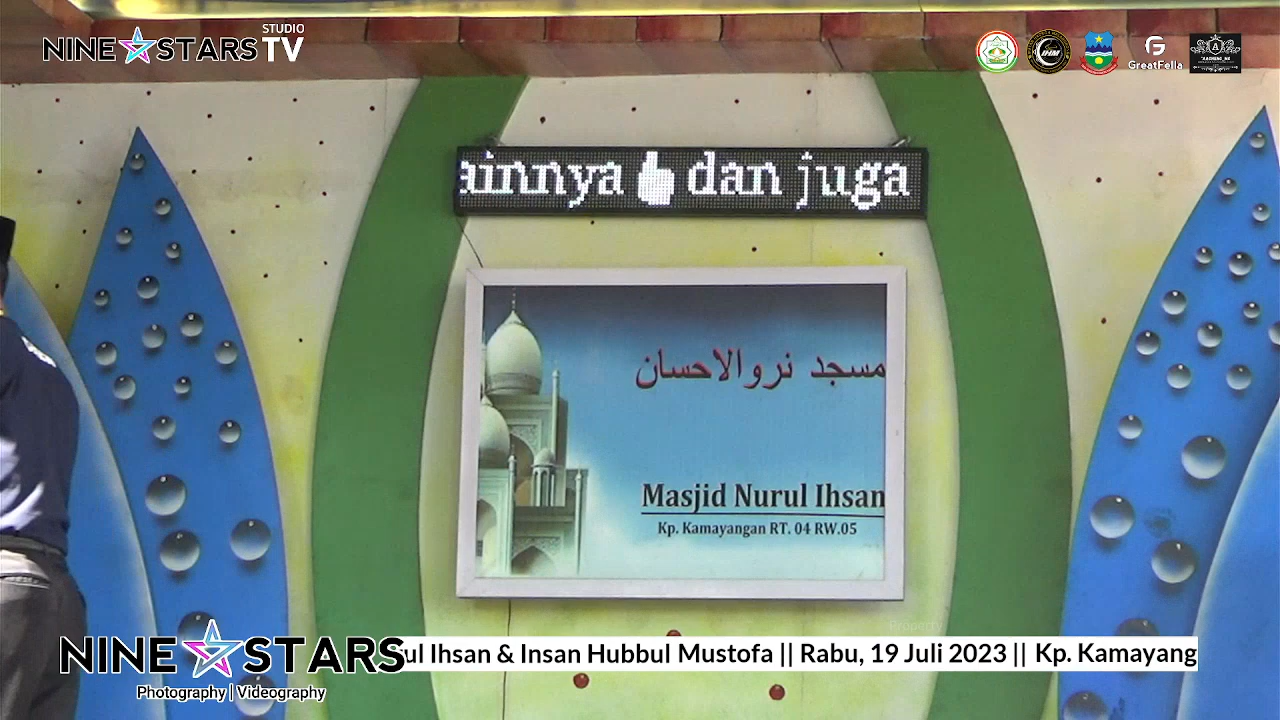 NINE STARS STUDIO TV
IHM
GreatFella
ainnya 👆 dan juga
مسجد نروالاحسان
Masjid Nurul Ihsan
Kp. Kamayangan RT. 04 RW.05
NINE STARS
ul Ihsan & Insan Hubbul Mustofa || Rabu, 19 Juli 2023 || Kp. Kamayang
Photography | Videography